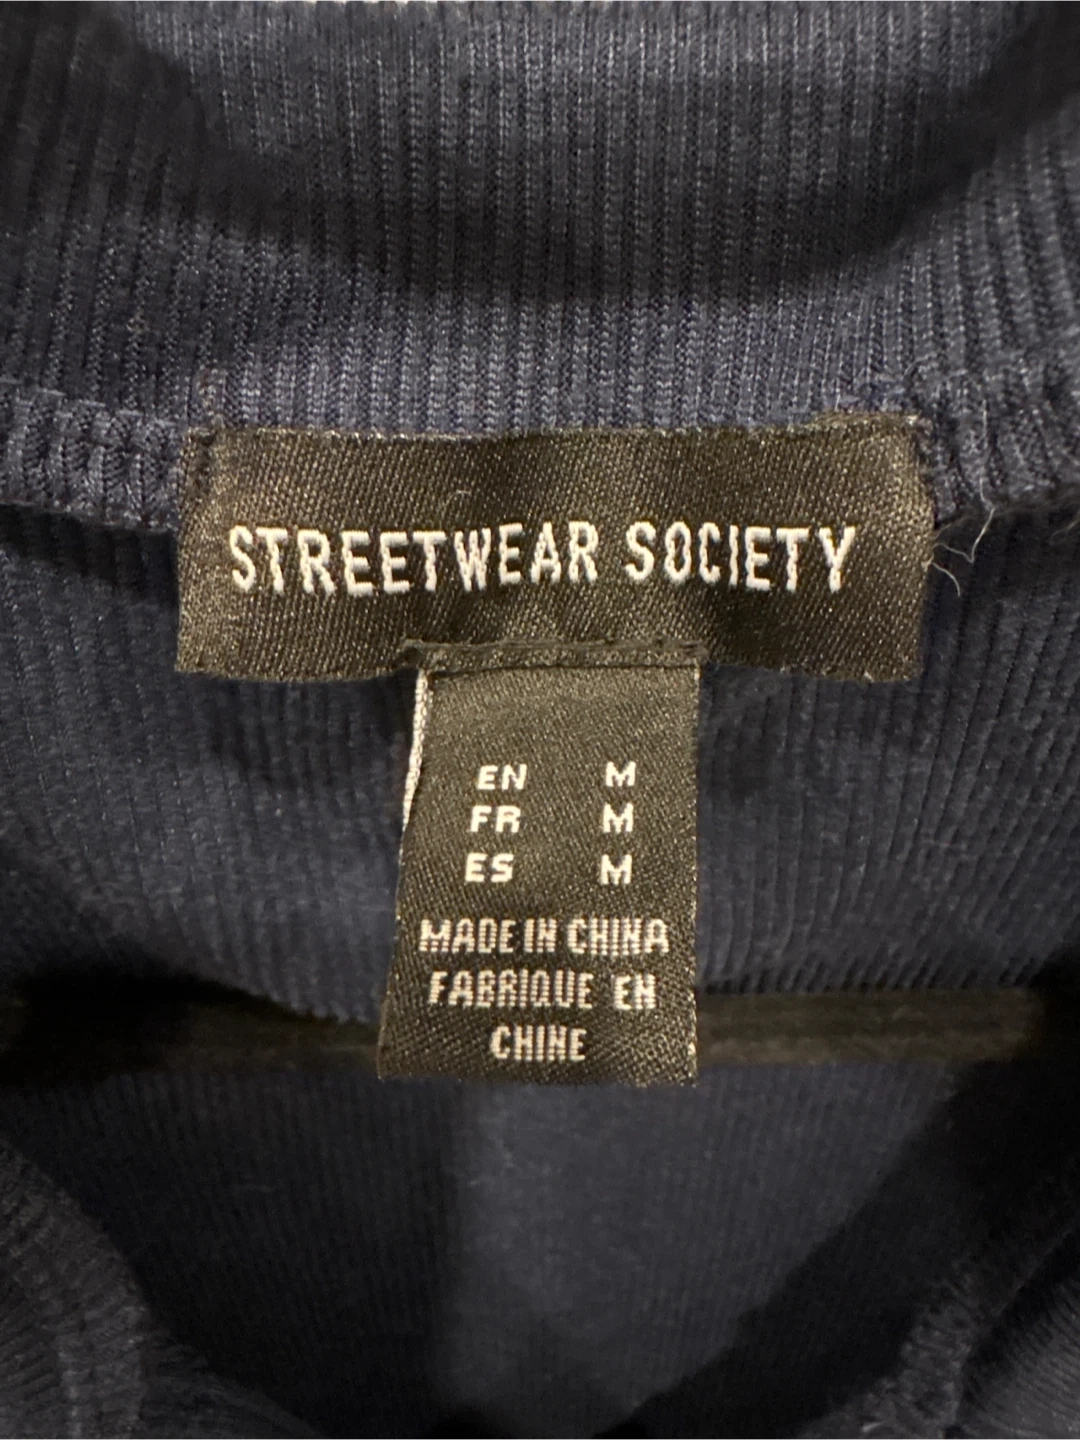 STREETWEAR SOCIETY
EN M
FR M
ES M
MADE IN CHINA
FABRIQUE EN
CHINE